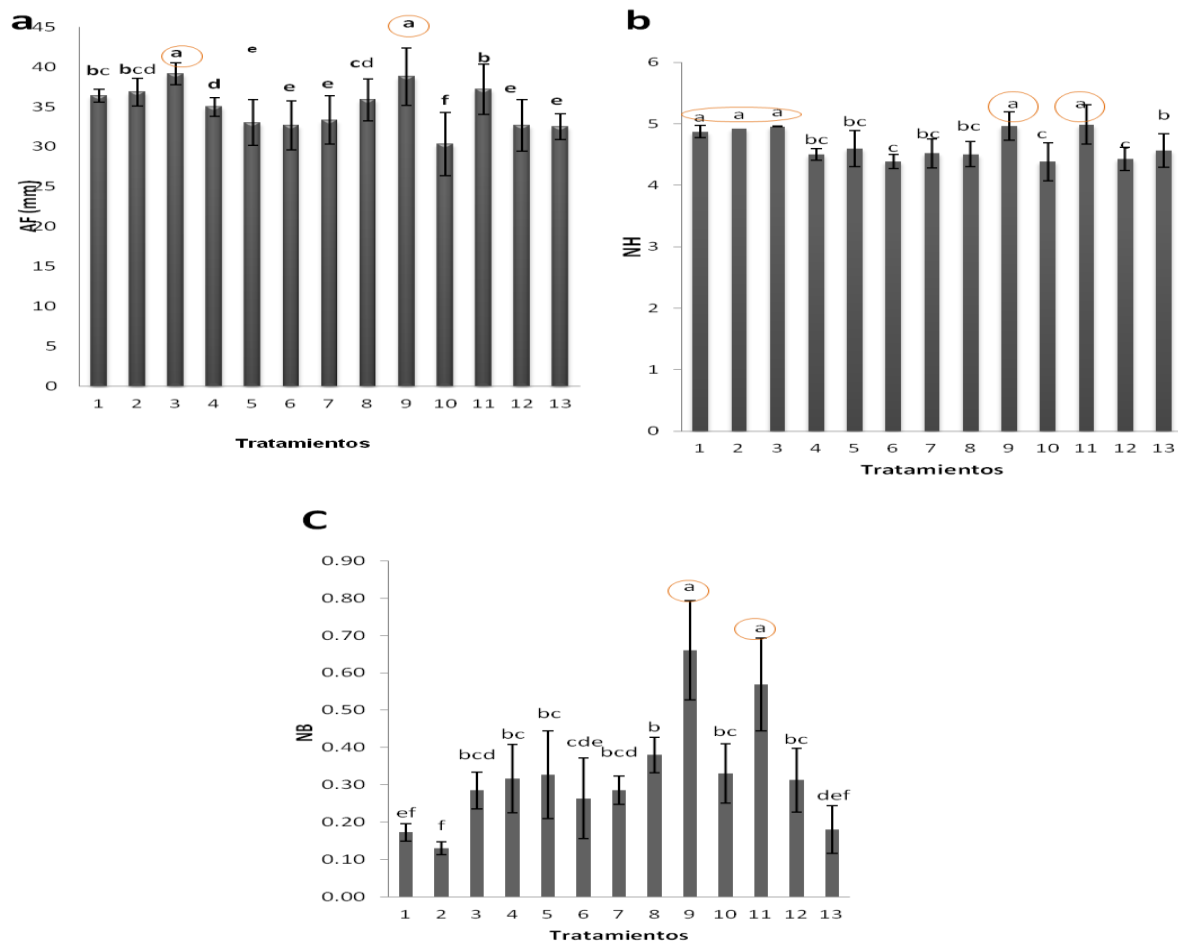 a
45
40
35
30
25
20
15
10
5
0
AF (mm)
bc bcd a d e e e cd a f b e e
1 2 3 4 5 6 7 8 9 10 11 12 13
Tratamientos
b
6
5
4
3
2
1
0
NH
a a a bc bc c bc bc a c a c b
1 2 3 4 5 6 7 8 9 10 11 12 13
Tratamientos
C
0.90
0.80
0.70
0.60
0.50
0.40
0.30
0.20
0.10
0.00
NB
ef f bcd bc bc cde bcd b a bc a bc def
1 2 3 4 5 6 7 8 9 10 11 12 13
Tratamientos